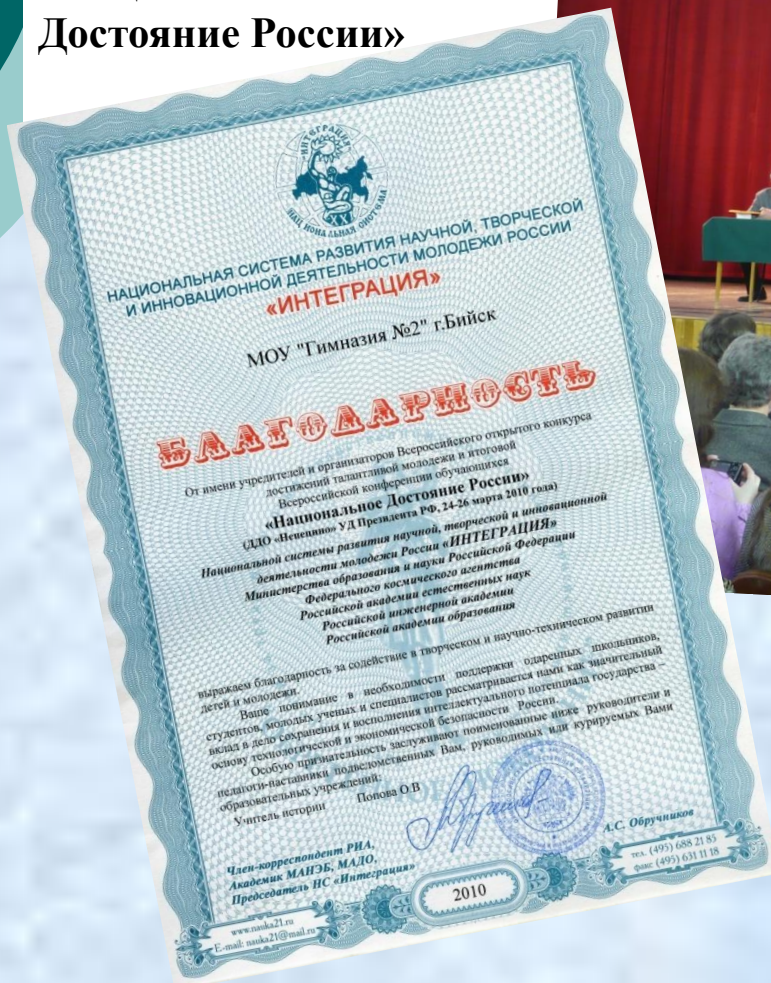 Достояние России»
«ИНТЕГРАЦИЯ»
НАЦИОНАЛЬНАЯ СИСТЕМА
XXI
НАЦИОНАЛЬНАЯ СИСТЕМА РАЗВИТИЯ НАУЧНОЙ, ТВОРЧЕСКОЙ
И ИННОВАЦИОННОЙ ДЕЯТЕЛЬНОСТИ МОЛОДЕЖИ РОССИИ
«ИНТЕГРАЦИЯ»
МОУ "Гимназия №2" г.Бийск
БЛАГОДАРНОСТЬ
От имени учредителей и организаторов Всероссийского открытого конкурса
достижений талантливой молодежи и итоговой
Всероссийской конференции обучающихся
«Национальное Достояние России»
(ДДО «Непецино» УД Президента РФ, 24-26 марта 2010 года)
Национальной системы развития научной, творческой и инновационной
деятельности молодежи России «ИНТЕГРАЦИЯ»
Министерства образования и науки Российской Федерации
Федерального космического агентства
Российской академии естественных наук
Российской инженерной академии
Российской академии образования
выражаем благодарность за содействие в творческом и научно-техническом развитии
детей и молодежи.
Ваше понимание в необходимости поддержки одаренных школьников,
студентов, молодых ученых и специалистов рассматривается нами как значительный
вклад в дело сохранения и восполнения интеллектуального потенциала государства –
основу технологической и экономической безопасности России.
Особую признательность заслуживают поименованные ниже руководители и
педагоги-наставники подведомственных Вам, руководимых или курируемых Вами
образовательных учреждений:
Учитель истории Попова О.В
Член-корреспондент РИА,
Академик МАНЭБ, МАДО,
Председатель НС «Интеграция»
А.С. Обручников
www.nauka21.ru
E-mail: nauka21@mail.ru
2010
тел. (495) 688 21 85
факс (495) 631 11 18